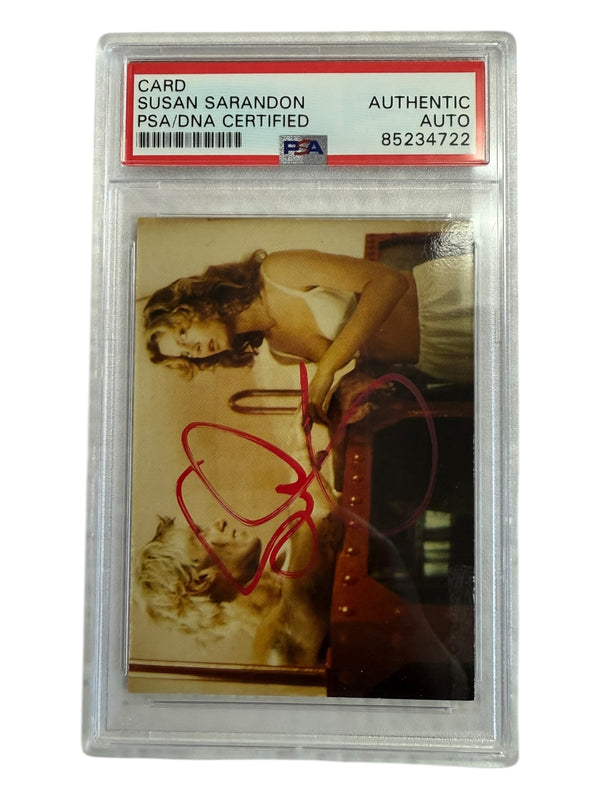 CARD
SUSAN SARANDON
PSA/DNA CERTIFIED
AUTHENTIC
AUTO
85234722
PSA